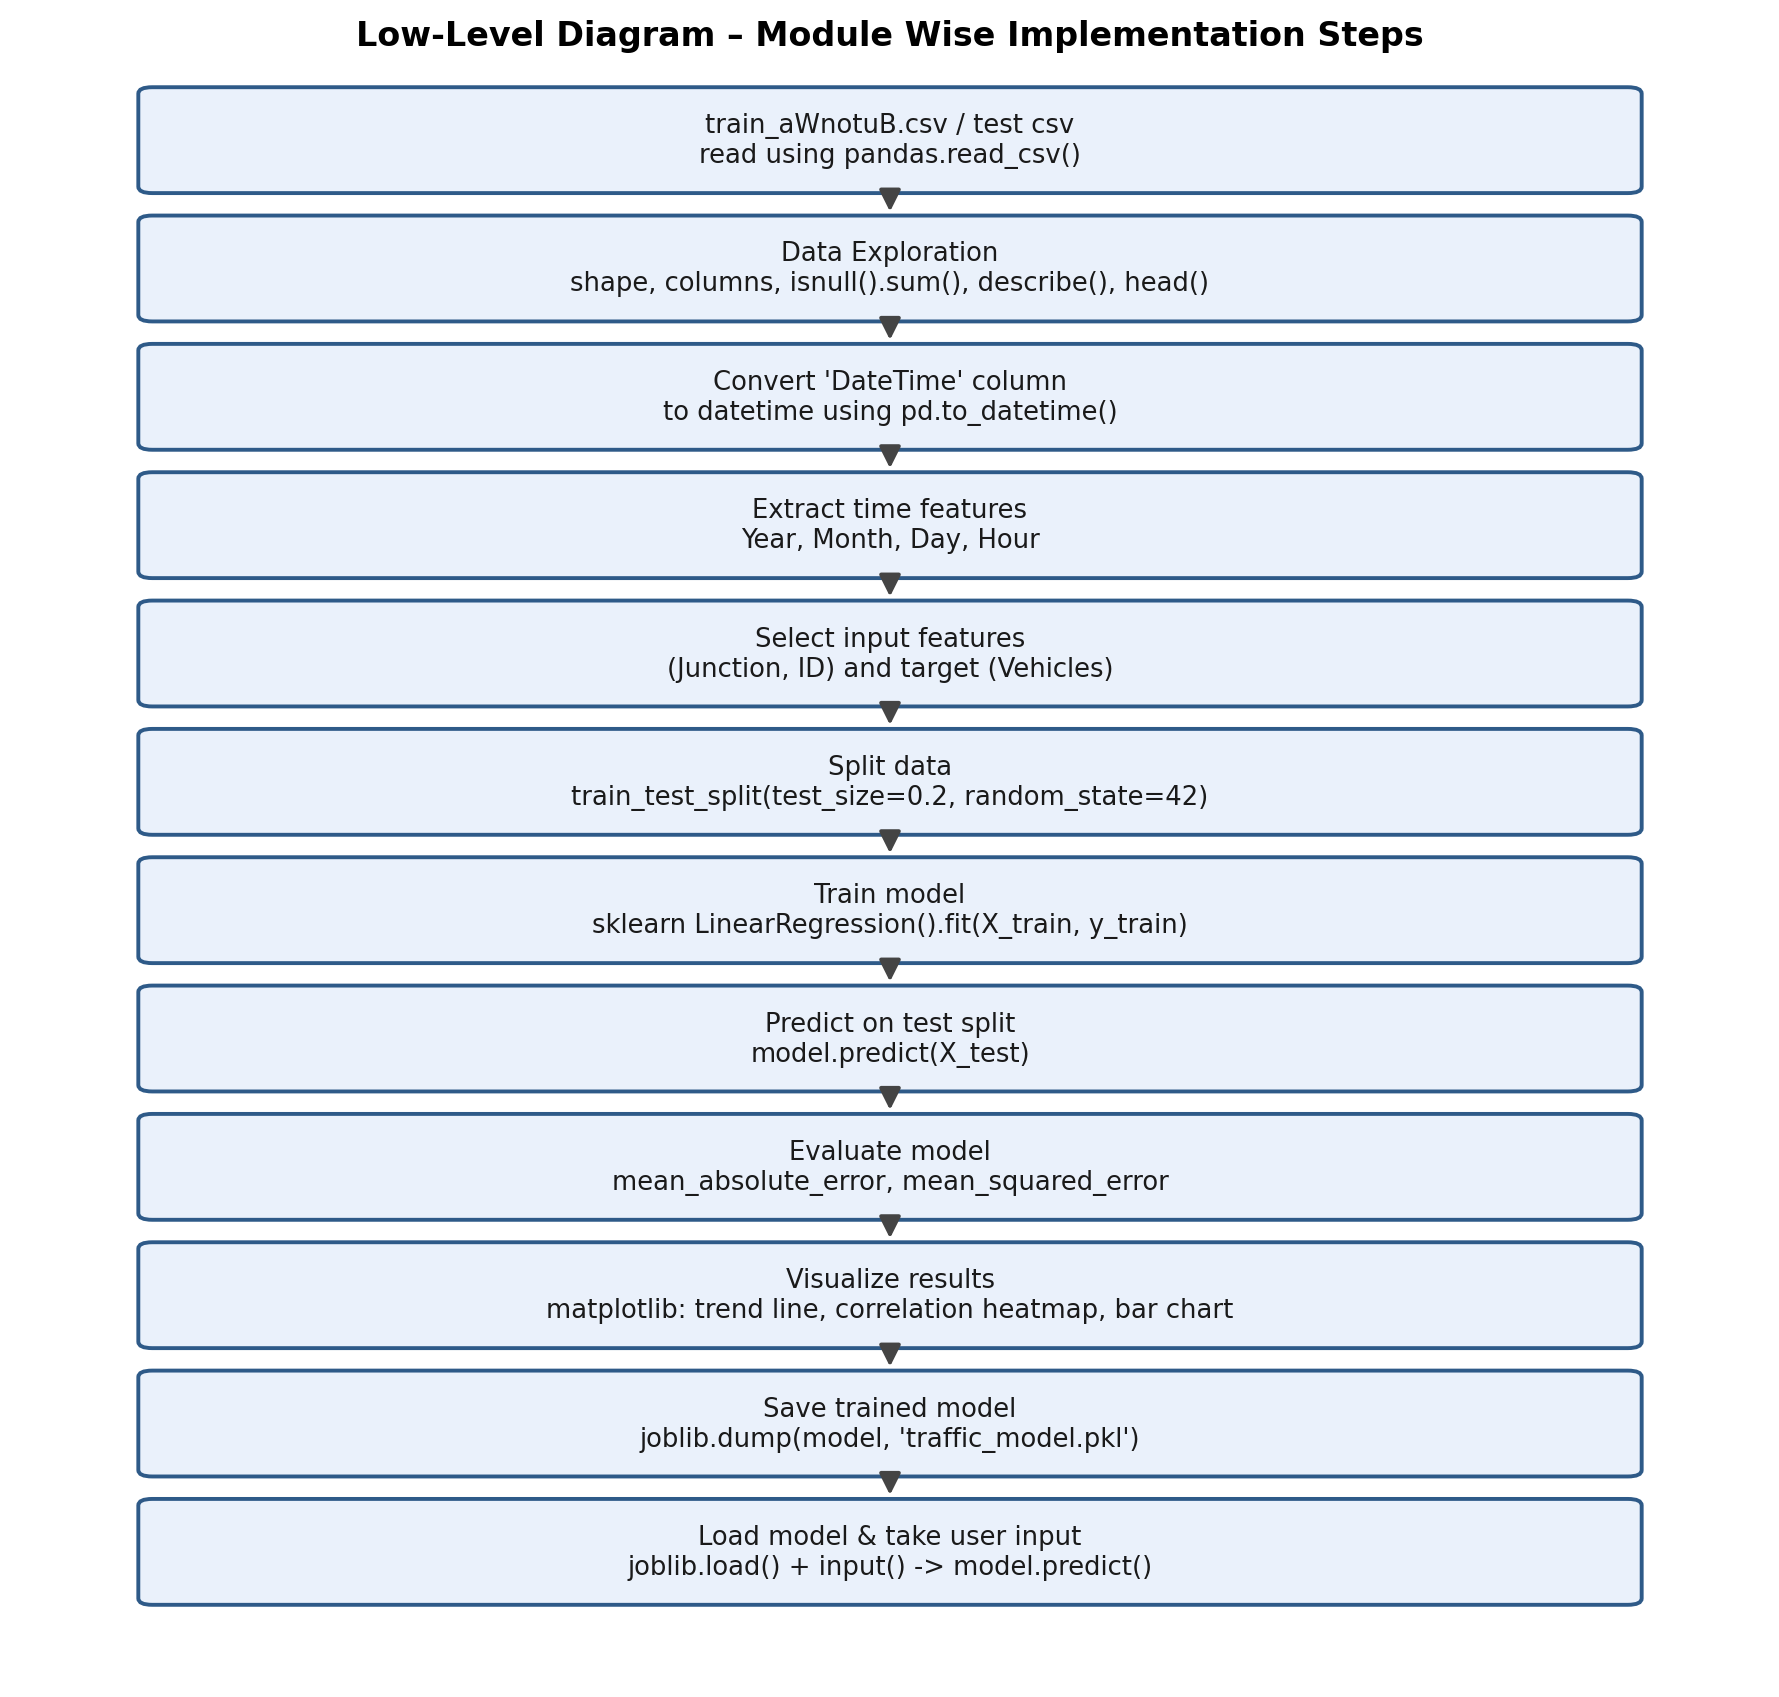 Low-Level Diagram – Module Wise Implementation Steps
train_aWnotuB.csv / test csv
read using pandas.read_csv()
Data Exploration
shape, columns, isnull().sum(), describe(), head()
Convert 'DateTime' column
to datetime using pd.to_datetime()
Extract time features
Year, Month, Day, Hour
Select input features
(Junction, ID) and target (Vehicles)
Split data
train_test_split(test_size=0.2, random_state=42)
Train model
sklearn LinearRegression().fit(X_train, y_train)
Predict on test split
model.predict(X_test)
Evaluate model
mean_absolute_error, mean_squared_error
Visualize results
matplotlib: trend line, correlation heatmap, bar chart
Save trained model
joblib.dump(model, 'traffic_model.pkl')
Load model & take user input
joblib.load() + input() -> model.predict()